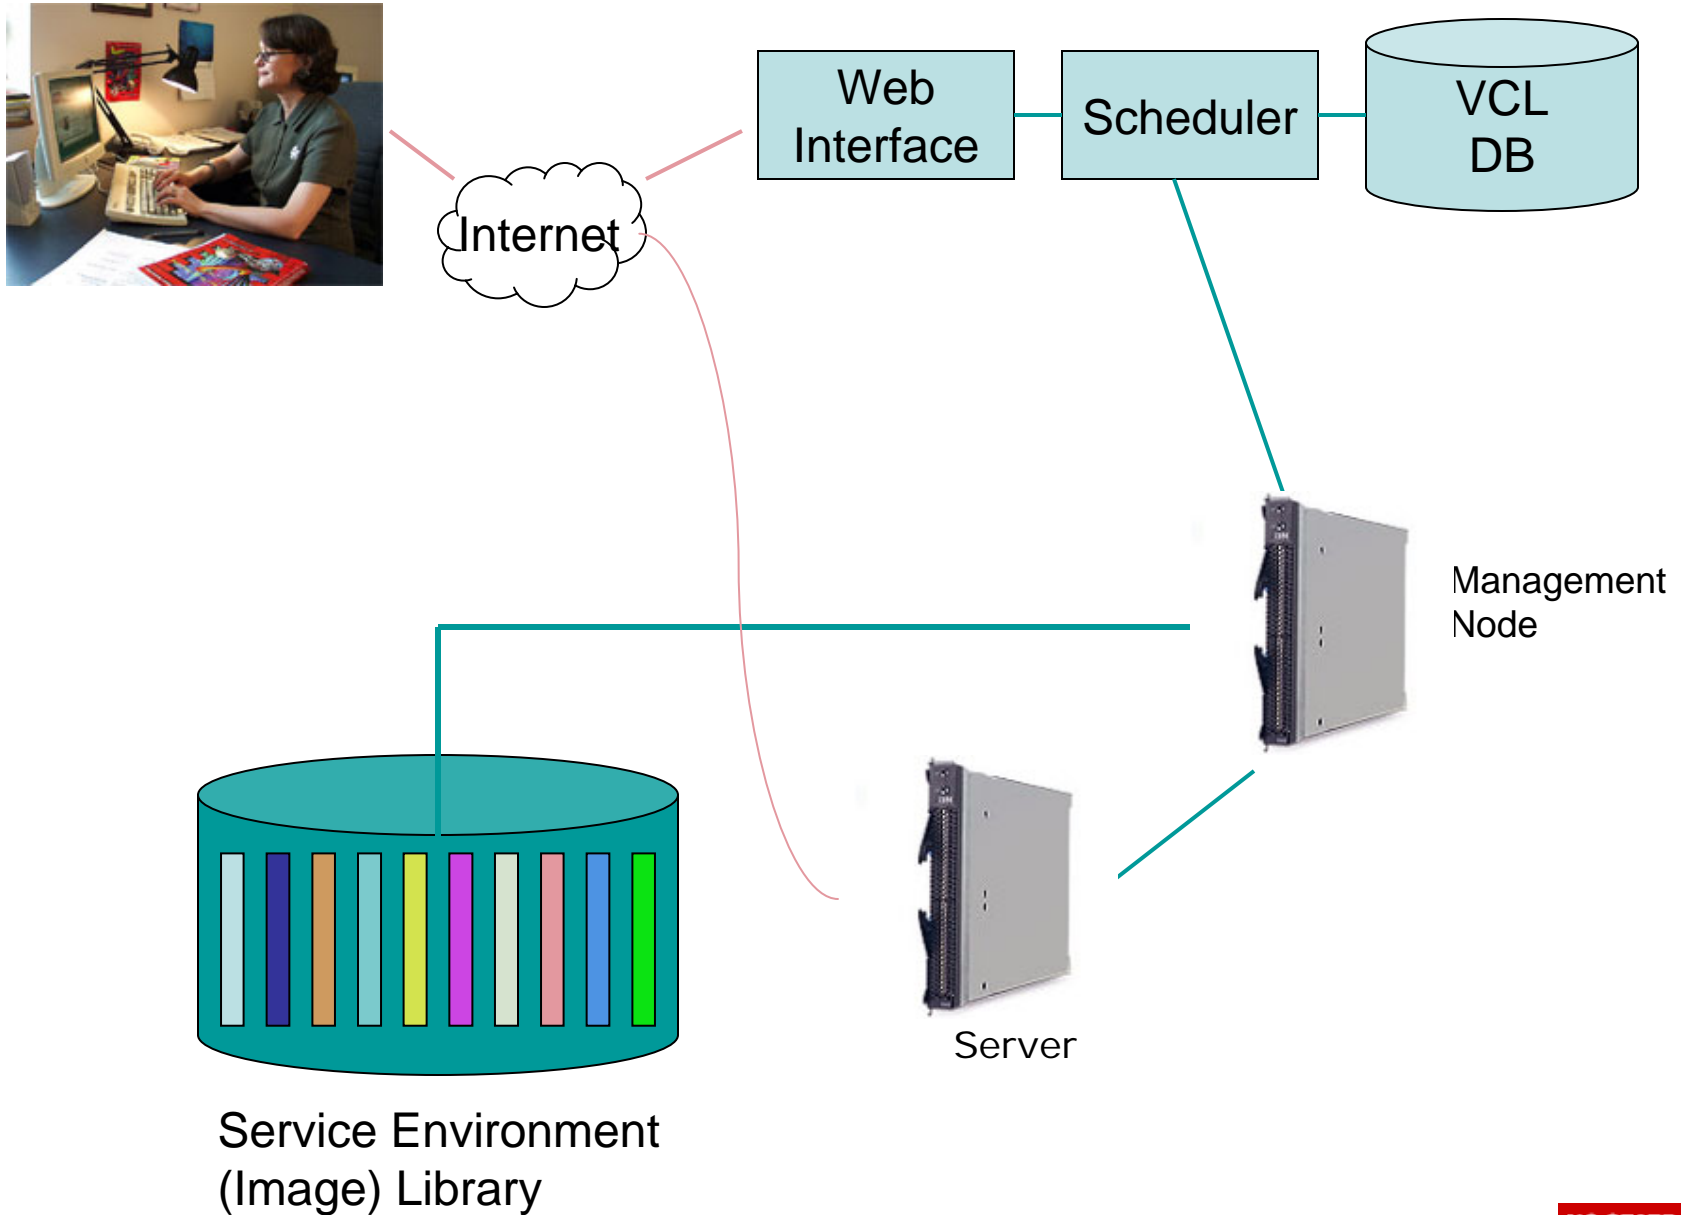 Web
Interface
Scheduler
VCL
DB
Internet
Management
Node
Server
Service Environment
(Image) Library